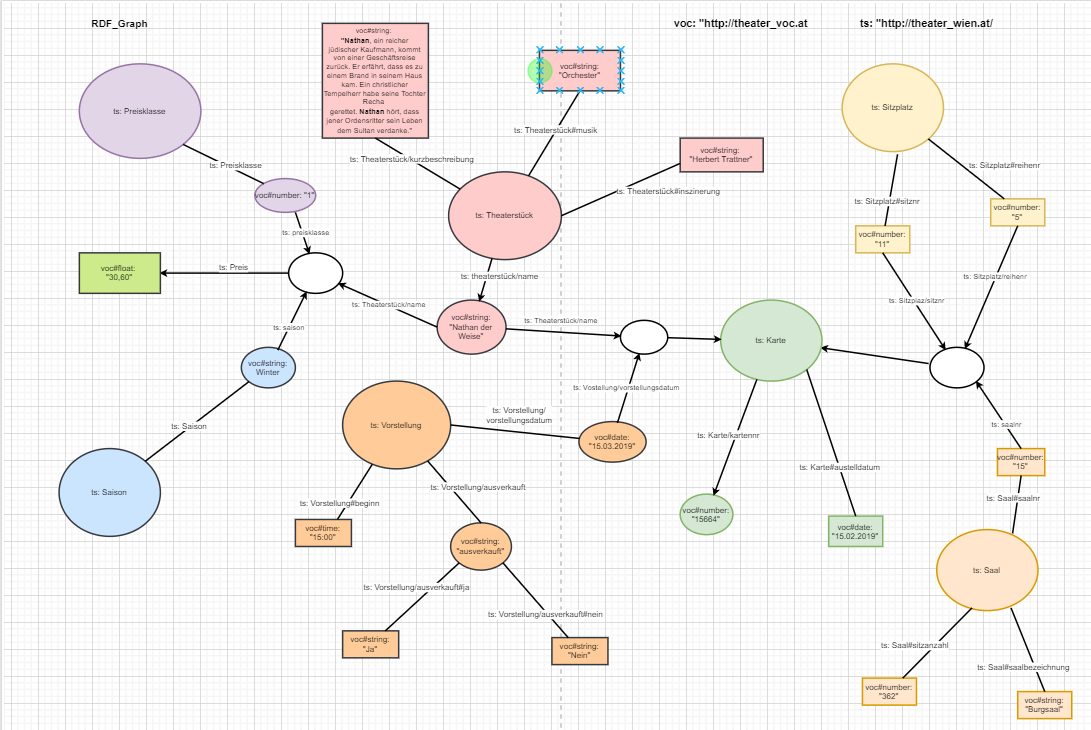 RDF_Graph
voc: "http://theater_voc.at
ts: "http://theater_wien.at/
voc#string:
"Nathan, ein reicher
jüdischer Kaufmann, kommt
von einer Geschäftsreise
zurück. Er erfährt, dass es zu
einem Brand in seinem Haus
kam. Ein christlicher
Tempelherr habe seine Tochter
Recha
gerettet. Nathan hört, dass
jener Ordensritter sein Leben
dem Sultan verdanke."
voc#string:
"Orchester"
ts: Preisklasse
ts: Sitzplatz
ts: Theaterstück#musik
ts: Theaterstück/kurzbeschreibung
voc#string:
"Herbert Trattner"
ts: Preisklasse
ts: Sitzplatz#reihenr
voc#number: "1"
ts: Theaterstück#inszinerung
ts: Sitzplatz#sitznr
ts: Theaterstück
voc#number:
"5"
ts: preisklasse
voc#number:
"11"
voc#float:
"30,60"
ts: Preis
ts: theaterstück/name
ts: Sitzplatz/reihenr
ts: Theaterstück/name
ts: Sitzplaz/sitznr
ts: saison
voc#string:
"Nathan der
Weise"
ts: Theaterstück/name
ts: Karte
voc#string:
Winter
ts: Vostellung/vorstellungsdatum
ts: Vorstellung/
vorstellungsdatum
ts: Saison
ts: Vorstellung
voc#date:
"15.03.2019"
ts: Karte/kartennr
ts: saalnr
ts: Karte#austelldatum
voc#number:
"15"
ts: Saison
ts: Vorstellung/ausverkauft
ts: Vorstellung#beginn
voc#number:
"15664"
ts: Saal#saalnr
voc#time:
"15:00"
voc#string:
"ausverkauft"
voc#date:
"15.02.2019"
ts: Saal
ts: Vorstellung/ausverkauft#ja
ts: Vorstellung/ausverkauft#nein
voc#string:
"Ja"
voc#string:
"Nein"
ts: Saal#sitzanzahl
ts: Saal#saalbezeichnung
voc#number:
"362"
voc#string:
"Burgsaal"